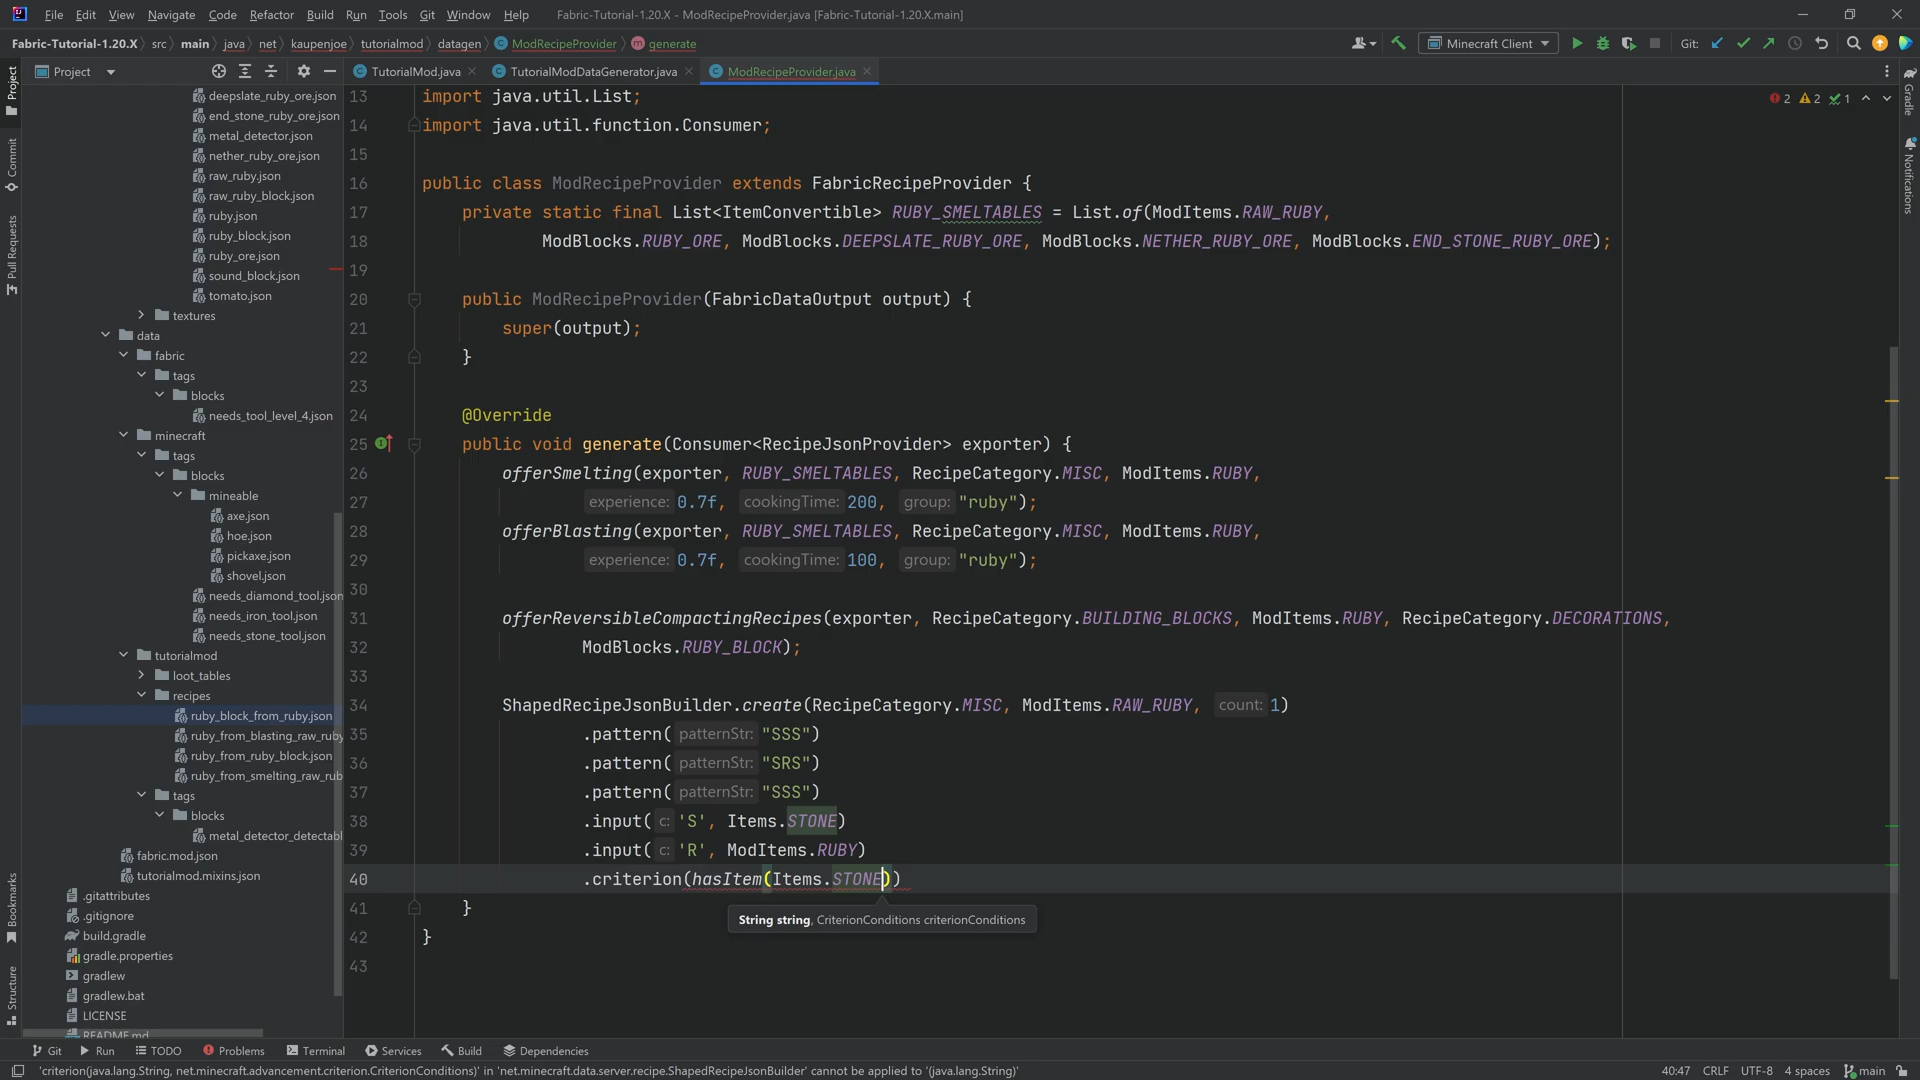 File Edit View Navigate Code Refactor Build Run Tools Git Window Help Fabric-Tutorial-1.20.X - ModRecipeProvider.java [Fabric-Tutorial-1.20.X.main]
Fabric-Tutorial-1.20.X src main java net kaupenjoe tutorialmod datagen ModRecipeProvider generate Minecraft Client Git:
Project TutorialMod.java TutorialModDataGenerator.java ModRecipeProvider.java
Project
Commit
Pull Requests
Bookmarks
Structure
Gradle
Notifications
deepslate_ruby_ore.json
end_stone_ruby_ore.json
metal_detector.json
nether_ruby_ore.json
raw_ruby.json
raw_ruby_block.json
ruby.json
ruby_block.json
ruby_ore.json
sound_block.json
tomato.json
textures
data
fabric
tags
blocks
needs_tool_level_4.json
minecraft
tags
blocks
mineable
axe.json
hoe.json
pickaxe.json
shovel.json
needs_diamond_tool.json
needs_iron_tool.json
needs_stone_tool.json
tutorialmod
loot_tables
recipes
ruby_block_from_ruby.json
ruby_from_blasting_raw_ruby
ruby_from_ruby_block.json
ruby_from_smelting_raw_rub
tags
blocks
metal_detector_detectabl
fabric.mod.json
tutorialmod.mixins.json
.gitattributes
.gitignore
build.gradle
gradle.properties
gradlew
gradlew.bat
LICENSE
README.md
2 2 1
13 import java.util.List;
14 import java.util.function.Consumer;
15
16 public class ModRecipeProvider extends FabricRecipeProvider {
17 private static final List<ItemConvertible> RUBY_SMELTABLES = List.of(ModItems.RAW_RUBY,
18 ModBlocks.RUBY_ORE, ModBlocks.DEEPSLATE_RUBY_ORE, ModBlocks.NETHER_RUBY_ORE, ModBlocks.END_STONE_RUBY_ORE);
19
20 public ModRecipeProvider(FabricDataOutput output) {
21 super(output);
22 }
23
24 @Override
25 public void generate(Consumer<RecipeJsonProvider> exporter) {
26 offerSmelting(exporter, RUBY_SMELTABLES, RecipeCategory.MISC, ModItems.RUBY,
27 experience: 0.7f, cookingTime: 200, group: "ruby");
28 offerBlasting(exporter, RUBY_SMELTABLES, RecipeCategory.MISC, ModItems.RUBY,
29 experience: 0.7f, cookingTime: 100, group: "ruby");
30
31 offerReversibleCompactingRecipes(exporter, RecipeCategory.BUILDING_BLOCKS, ModItems.RUBY, RecipeCategory.DECORATIONS,
32 ModBlocks.RUBY_BLOCK);
33
34 ShapedRecipeJsonBuilder.create(RecipeCategory.MISC, ModItems.RAW_RUBY, count: 1)
35 .pattern( patternStr: "SSS")
36 .pattern( patternStr: "SRS")
37 .pattern( patternStr: "SSS")
38 .input( c: 'S', Items.STONE)
39 .input( c: 'R', ModItems.RUBY)
40 .criterion(hasItem(Items.STONE))
41 }
String string, CriterionConditions criterionConditions
42 }
43
Git Run TODO Problems Terminal Services Build Dependencies
'criterion(java.lang.String, net.minecraft.advancement.criterion.CriterionConditions)' in 'net.minecraft.data.server.recipe.ShapedRecipeJsonBuilder' cannot be applied to '(java.lang.String)' 40:47 CRLF UTF-8 4 spaces main